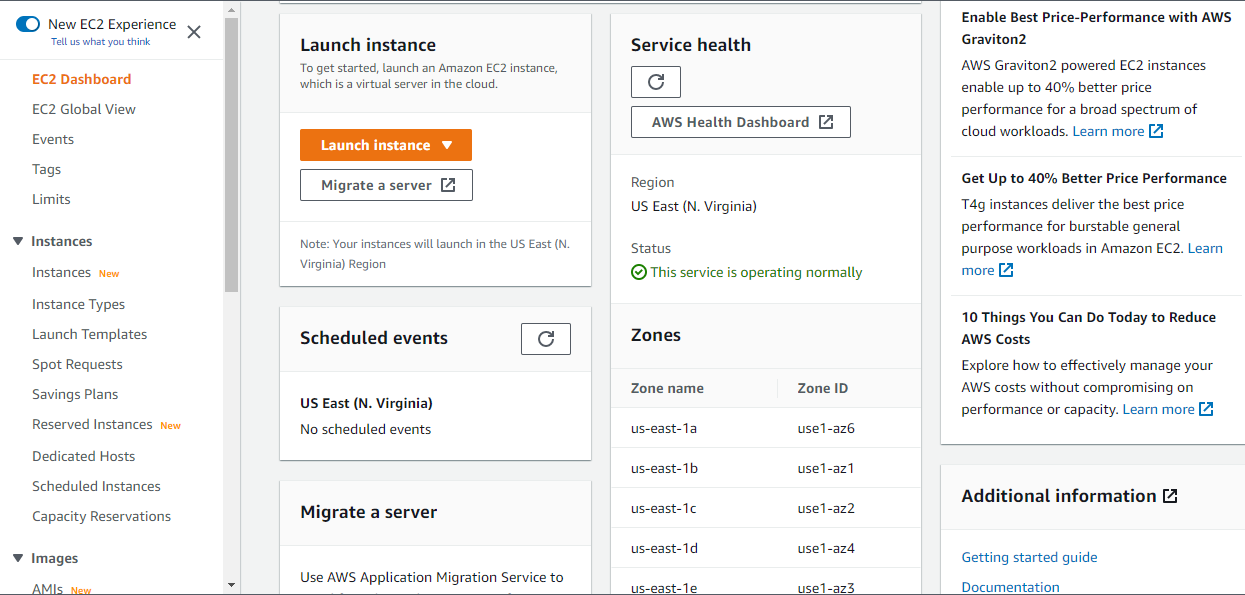 New EC2 Experience
Tell us what you think
EC2 Dashboard
EC2 Global View
Events
Tags
Limits
Instances
Instances New
Instance Types
Launch Templates
Spot Requests
Savings Plans
Reserved Instances New
Dedicated Hosts
Scheduled Instances
Capacity Reservations
Images
AMIs New
Launch instance
To get started, launch an Amazon EC2 instance,
which is a virtual server in the cloud.
Launch instance
Migrate a server
Note: Your instances will launch in the US East (N.
Virginia) Region
Scheduled events
US East (N. Virginia)
No scheduled events
Migrate a server
Use AWS Application Migration Service to
Service health
AWS Health Dashboard
Region
US East (N. Virginia)
Status
This service is operating normally
Zones
Zone name Zone ID
us-east-1a use1-az6
us-east-1b use1-az1
us-east-1c use1-az2
us-east-1d use1-az4
us-east-1e use1-az3
Enable Best Price-Performance with AWS
Graviton2
AWS Graviton2 powered EC2 instances
enable up to 40% better price
performance for a broad spectrum of
cloud workloads. Learn more
Get Up to 40% Better Price Performance
T4g instances deliver the best price
performance for burstable general
purpose workloads in Amazon EC2. Learn
more
10 Things You Can Do Today to Reduce
AWS Costs
Explore how to effectively manage your
AWS costs without compromising on
performance or capacity. Learn more
Additional information
Getting started guide
Documentation